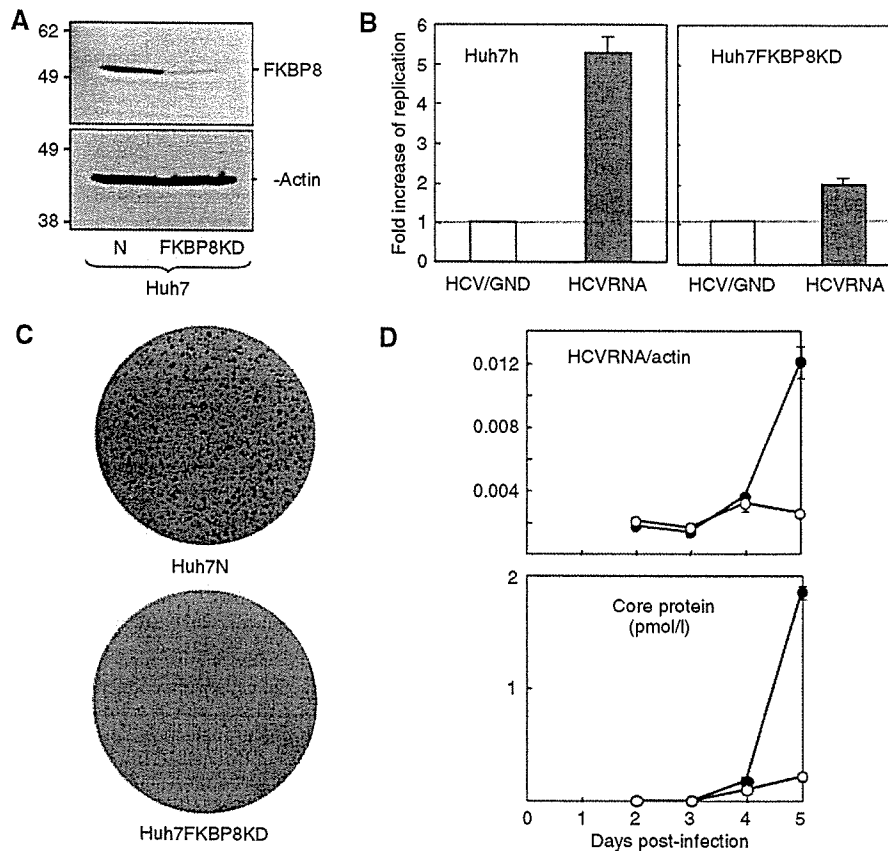 A
62
49
FKBP8
49
38
-Actin
N FKBP8KD
Huh7
B
Fold increase of replication
6
5
4
3
2
1
0
Huh7h
HCV/GND HCVRNA
Huh7FKBP8KD
HCV/GND HCVRNA
C
Huh7N
Huh7FKBP8KD
D
HCVRNA/actin
0.012
0.008
0.004
Core protein
(pmol/l)
2
1
0 1 2 3 4 5
Days post-infection